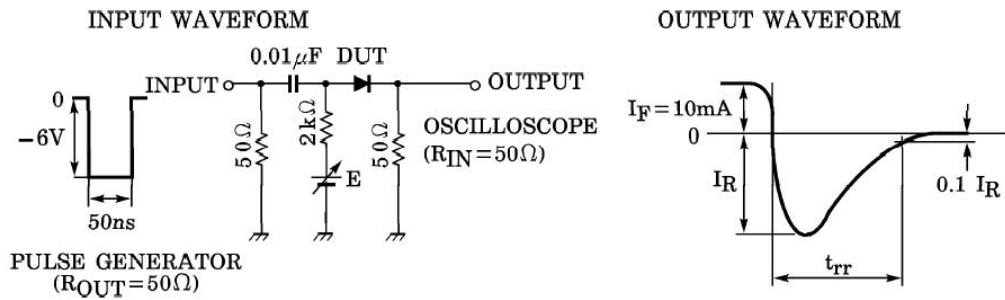 INPUT WAVEFORM
0.01μF DUT
INPUT
OUTPUT
0
-6V
50ns
50Ω
2kΩ
E
50Ω
OSCILLOSCOPE
(RIN=50Ω)
PULSE GENERATOR
(ROUT=50Ω)
OUTPUT WAVEFORM
IF=10mA
0
IR
0.1 IR
trr